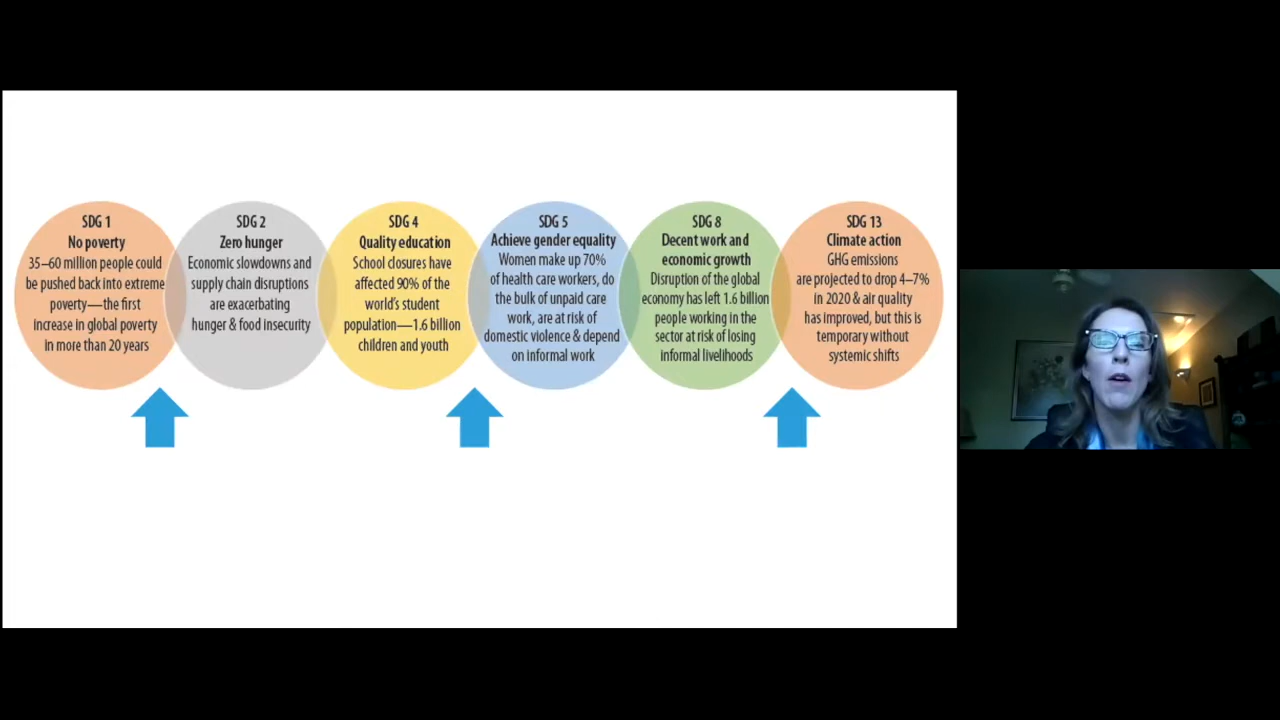 SDG 1
No poverty
35–60 million people could
be pushed back into extreme
poverty—the first
increase in global poverty
in more than 20 years
SDG 2
Zero hunger
Economic slowdowns and
supply chain disruptions
are exacerbating
hunger & food insecurity
SDG 4
Quality education
School closures have
affected 90% of the
world's student
population—1.6 billion
children and youth
SDG 5
Achieve gender equality
Women make up 70%
of health care workers, do
the bulk of unpaid care
work, are at risk of
domestic violence & depend
on informal work
SDG 8
Decent work and
economic growth
Disruption of the global
economy has left 1.6 billion
people working in the
sector at risk of losing
informal livelihoods
SDG 13
Climate action
GHG emissions
are projected to drop 4–7%
in 2020 & air quality
has improved, but this is
temporary without
systemic shifts